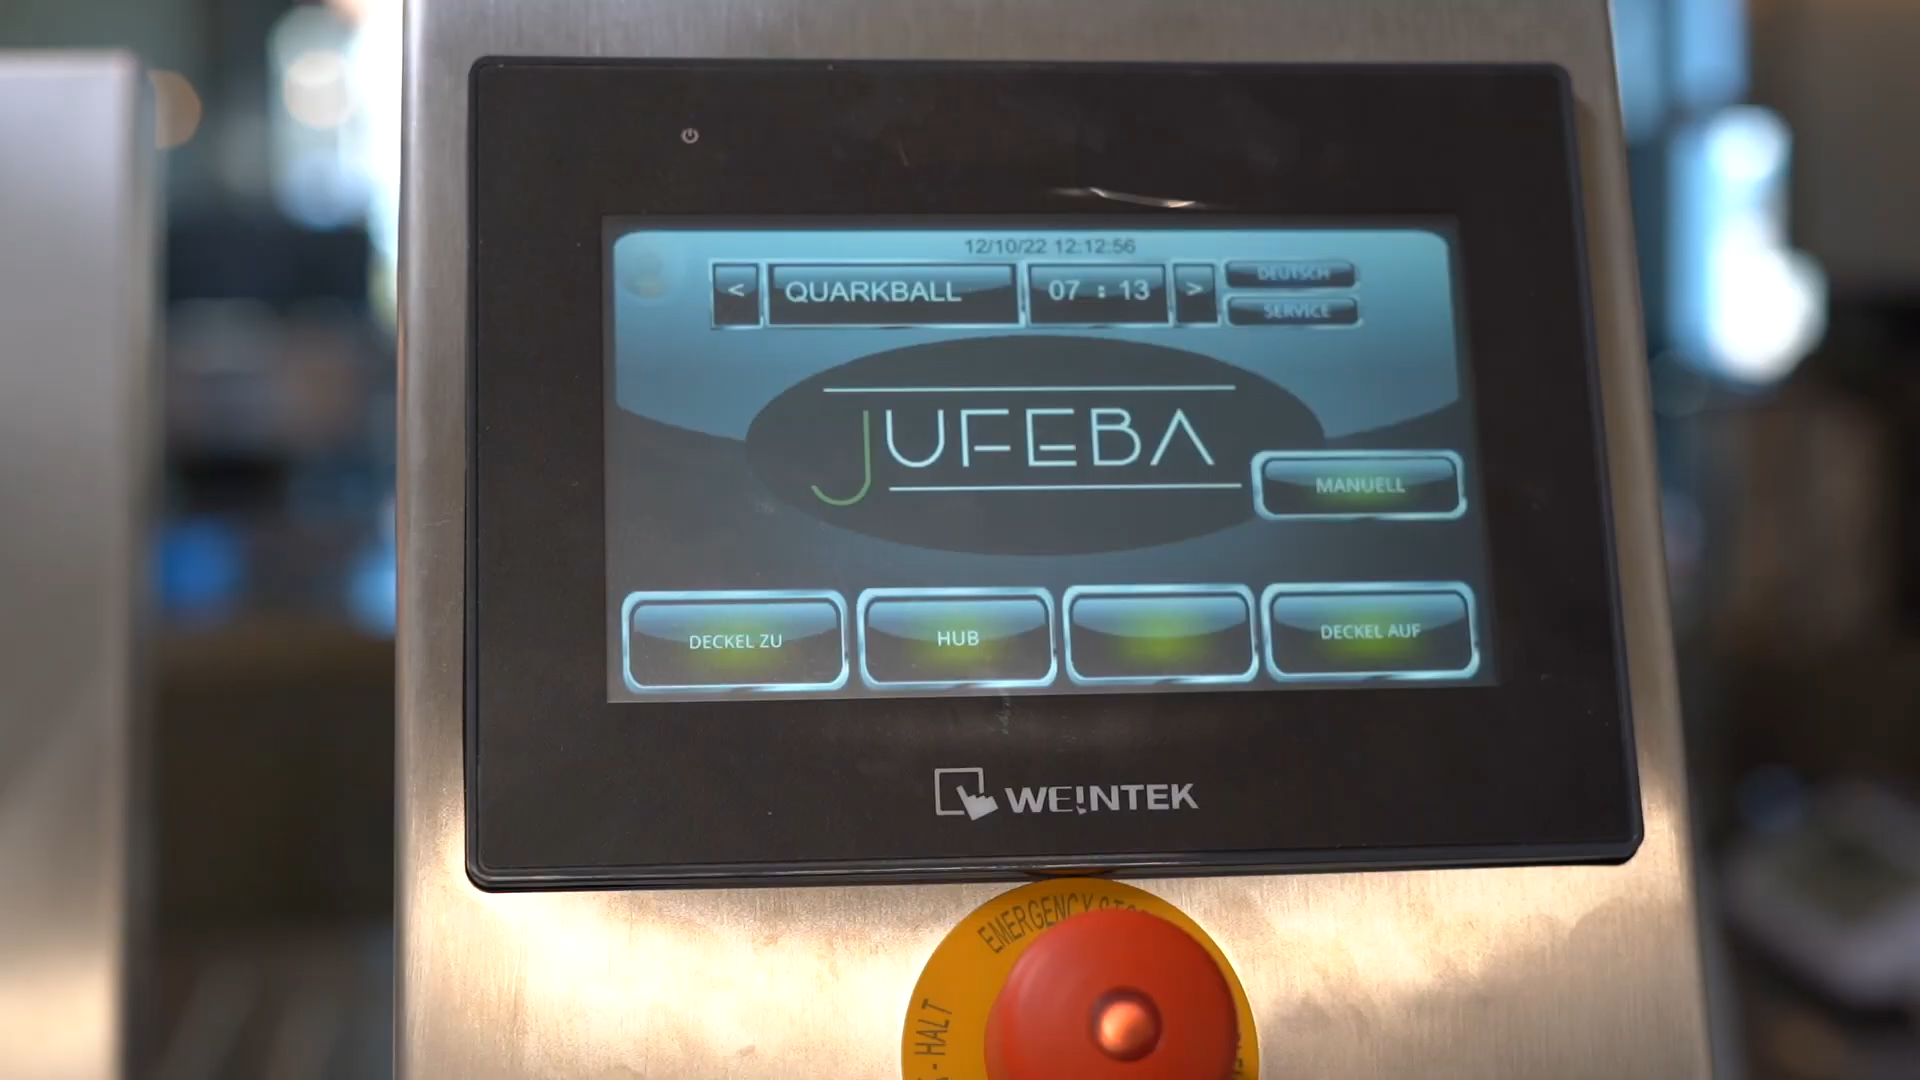 12/10/22 12:12:56
< QUARKBALL 07 : 13 > DEUTSCH
SERVICE
JUFEBA
MANUELL
DECKEL ZU HUB DECKEL AUF
WEINTEK
EMERGENCY
HALT